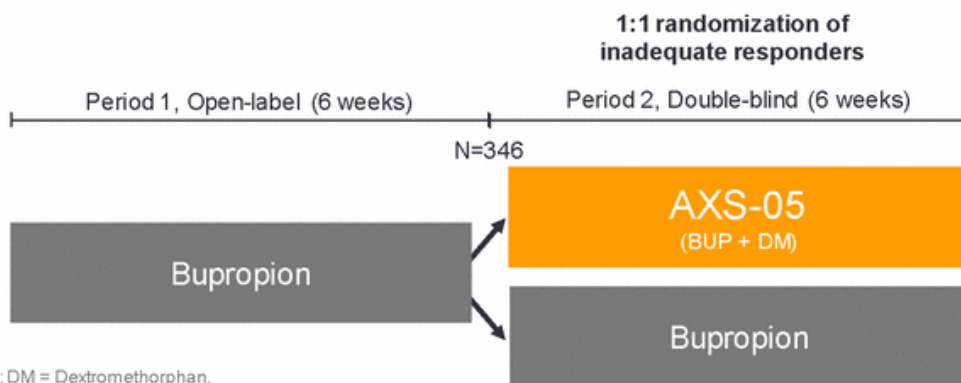 1:1 randomization of
inadequate responders
Period 1, Open-label (6 weeks)
Period 2, Double-blind (6 weeks)
N=346
AXS-05
(BUP + DM)
Bupropion
Bupropion
: DM = Dextromethorphan.